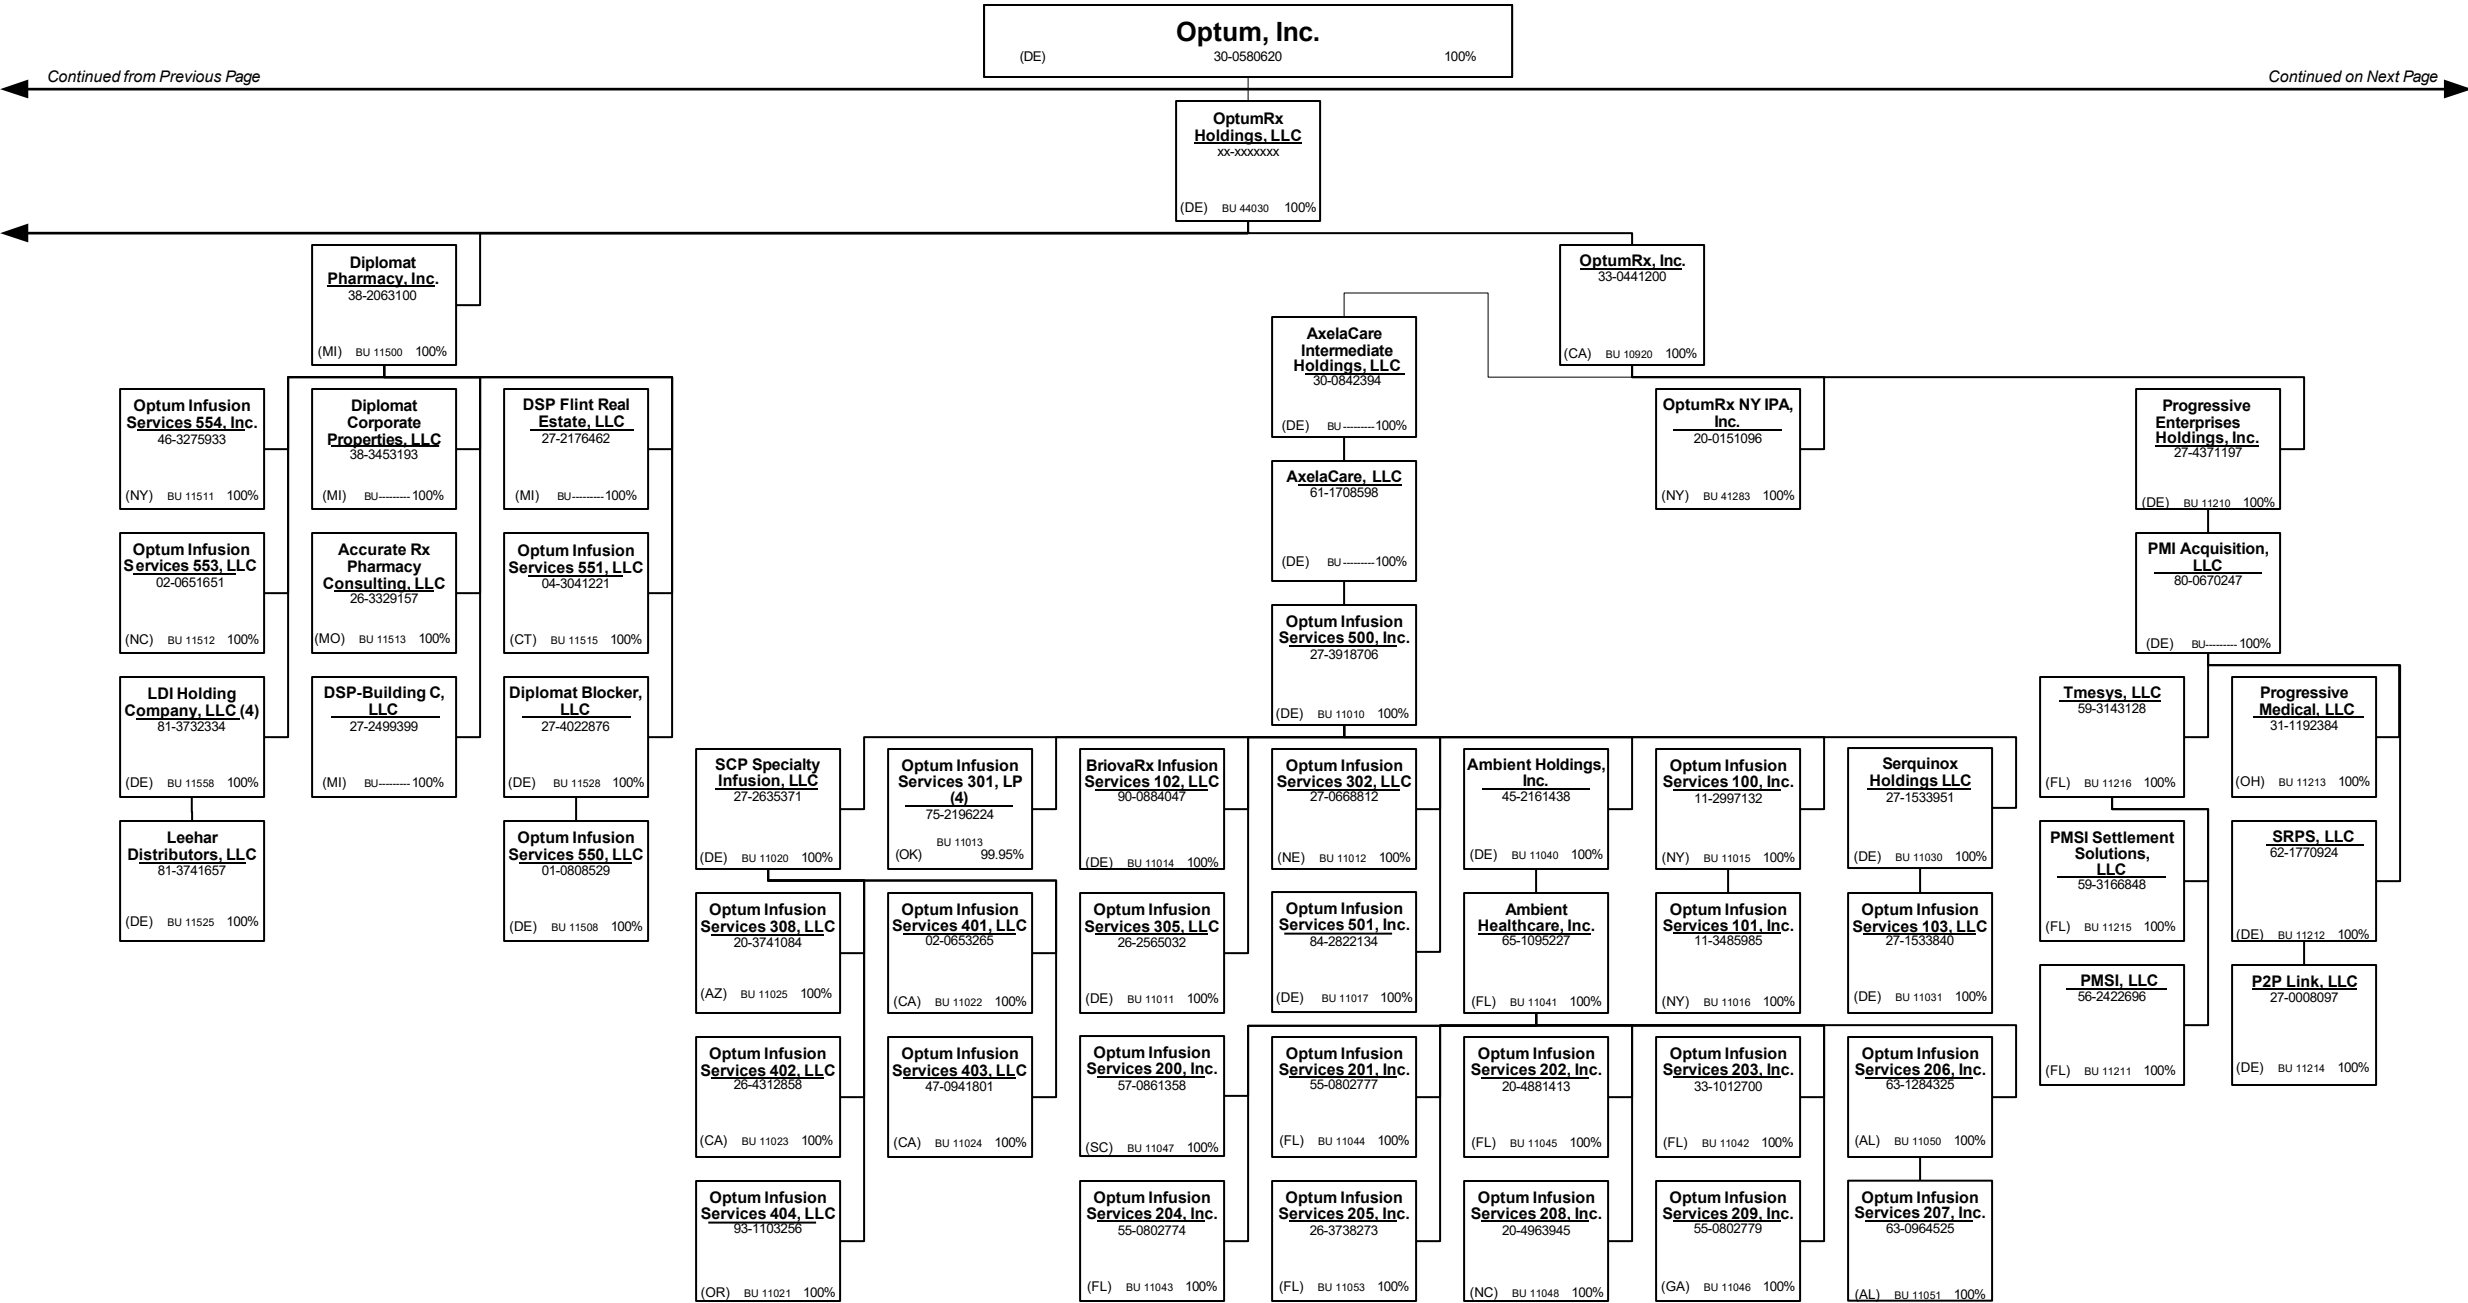 Optum, Inc.
(DE) 30-0580620 100%
Continued from Previous Page
Continued on Next Page
OptumRx
Holdings, LLC
xx-xxxxxxx
(DE) BU 44030 100%
Diplomat
Pharmacy, Inc.
38-2063100
(MI) BU 11500 100%
OptumRx, Inc.
33-0441200
(CA) BU 10920 100%
AxelaCare
Intermediate
Holdings, LLC
30-0842394
(DE) BU--------- 100%
Optum Infusion
Services 554, Inc.
46-3275933
(NY) BU 11511 100%
Diplomat
Corporate
Properties, LLC
38-3453193
(MI) BU--------- 100%
DSP Flint Real
Estate, LLC
27-2176462
(MI) BU--------- 100%
OptumRx NY IPA,
Inc.
20-0151096
(NY) BU 41283 100%
Progressive
Enterprises
Holdings, Inc.
27-4371197
(DE) BU 11210 100%
AxelaCare, LLC
61-1708598
(DE) BU--------- 100%
Optum Infusion
Services 553, LLC
02-0651651
(NC) BU 11512 100%
Accurate Rx
Pharmacy
Consulting, LLC
26-3329157
(MO) BU 11513 100%
Optum Infusion
Services 551, LLC
04-3041221
(CT) BU 11515 100%
PMI Acquisition,
LLC
80-0670247
(DE) BU--------- 100%
Optum Infusion
Services 500, Inc.
27-3918706
(DE) BU 11010 100%
LDI Holding
Company, LLC (4)
81-3732334
(DE) BU 11558 100%
DSP-Building C,
LLC
27-2499399
(MI) BU--------- 100%
Diplomat Blocker,
LLC
27-4022876
(DE) BU 11528 100%
Tmesys, LLC
59-3143128
(FL) BU 11216 100%
Progressive
Medical, LLC
31-1192384
(OH) BU 11213 100%
SCP Specialty
Infusion, LLC
27-2635371
(DE) BU 11020 100%
Optum Infusion
Services 301, LP
(4)
75-2196224
BU 11013
(OK) 99.95%
BriovaRx Infusion
Services 102, LLC
90-0884047
(DE) BU 11014 100%
Optum Infusion
Services 302, LLC
27-0668812
(NE) BU 11012 100%
Ambient Holdings,
Inc.
45-2161438
(DE) BU 11040 100%
Optum Infusion
Services 100, Inc.
11-2997132
(NY) BU 11015 100%
Serquinox
Holdings LLC
27-1533951
(DE) BU 11030 100%
Leehar
Distributors, LLC
81-3741657
(DE) BU 11525 100%
Optum Infusion
Services 550, LLC
01-0808529
(DE) BU 11508 100%
PMSI Settlement
Solutions,
LLC
59-3166848
(FL) BU 11215 100%
SRPS, LLC
62-1770924
(DE) BU 11212 100%
Optum Infusion
Services 308, LLC
20-3741084
(AZ) BU 11025 100%
Optum Infusion
Services 401, LLC
02-0653265
(CA) BU 11022 100%
Optum Infusion
Services 305, LLC
26-2565032
(DE) BU 11011 100%
Optum Infusion
Services 501, Inc.
84-2822134
(DE) BU 11017 100%
Ambient
Healthcare, Inc.
65-1095227
(FL) BU 11041 100%
Optum Infusion
Services 101, Inc.
11-3485985
(NY) BU 11016 100%
Optum Infusion
Services 103, LLC
27-1533840
(DE) BU 11031 100%
PMSI, LLC
56-2422696
(FL) BU 11211 100%
P2P Link, LLC
27-0008097
(DE) BU 11214 100%
Optum Infusion
Services 402, LLC
26-4312858
(CA) BU 11023 100%
Optum Infusion
Services 403, LLC
47-0941801
(CA) BU 11024 100%
Optum Infusion
Services 200, Inc.
57-0861358
(SC) BU 11047 100%
Optum Infusion
Services 201, Inc.
55-0802777
(FL) BU 11044 100%
Optum Infusion
Services 202, Inc.
20-4881413
(FL) BU 11045 100%
Optum Infusion
Services 203, Inc.
33-1012700
(FL) BU 11042 100%
Optum Infusion
Services 206, Inc.
63-1284325
(AL) BU 11050 100%
Optum Infusion
Services 404, LLC
93-1103256
(OR) BU 11021 100%
Optum Infusion
Services 204, Inc.
55-0802774
(FL) BU 11043 100%
Optum Infusion
Services 205, Inc.
26-3738273
(FL) BU 11053 100%
Optum Infusion
Services 208, Inc.
20-4963945
(NC) BU 11048 100%
Optum Infusion
Services 209, Inc.
55-0802779
(GA) BU 11046 100%
Optum Infusion
Services 207, Inc.
63-0964525
(AL) BU 11051 100%